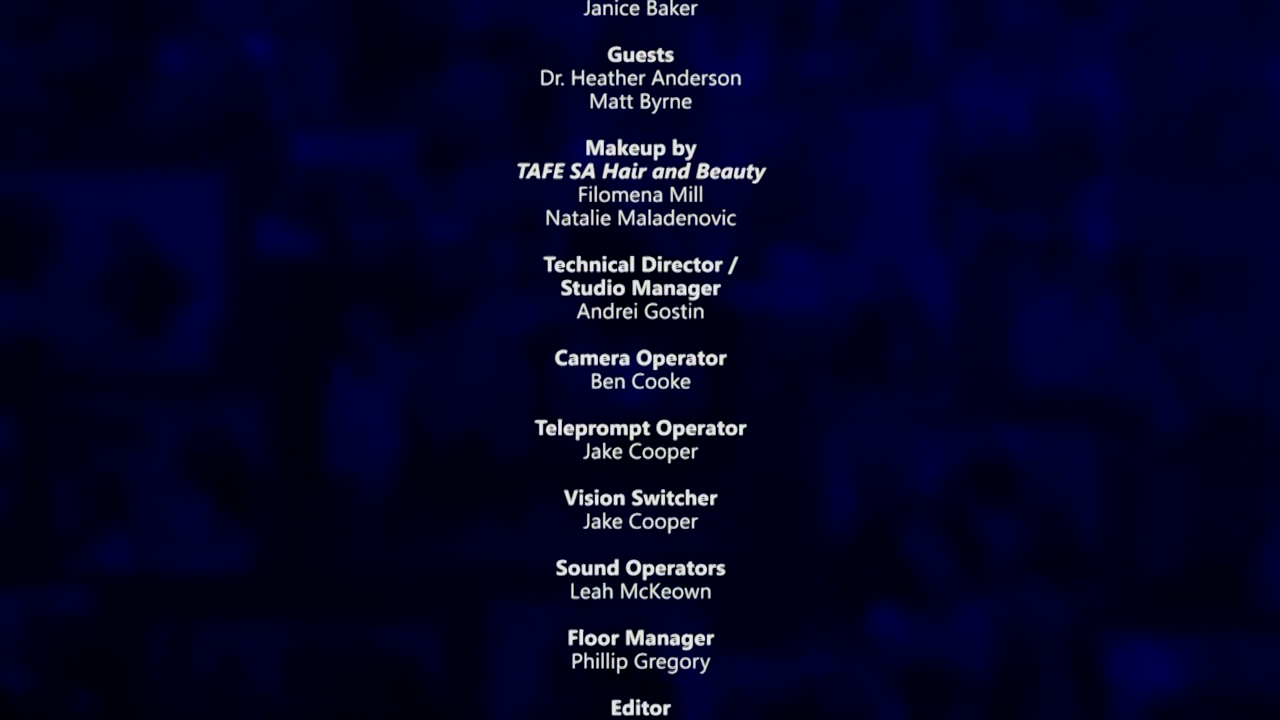 Janice Baker
Guests
Dr. Heather Anderson
Matt Byrne
Makeup by
TAFE SA Hair and Beauty
Filomena Mill
Natalie Maladenovic
Technical Director /
Studio Manager
Andrei Gostin
Camera Operator
Ben Cooke
Teleprompt Operator
Jake Cooper
Vision Switcher
Jake Cooper
Sound Operators
Leah McKeown
Floor Manager
Phillip Gregory
Editor